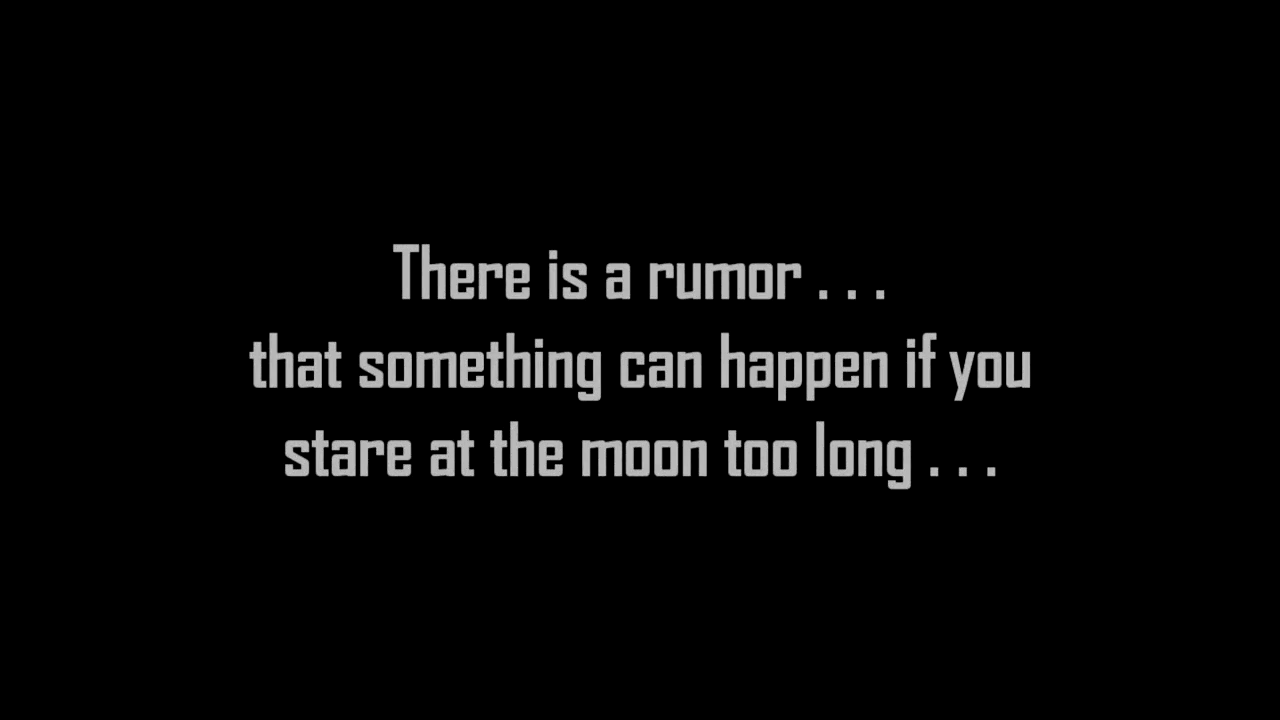 There is a rumor . . .
that something can happen if you
stare at the moon too long . . .